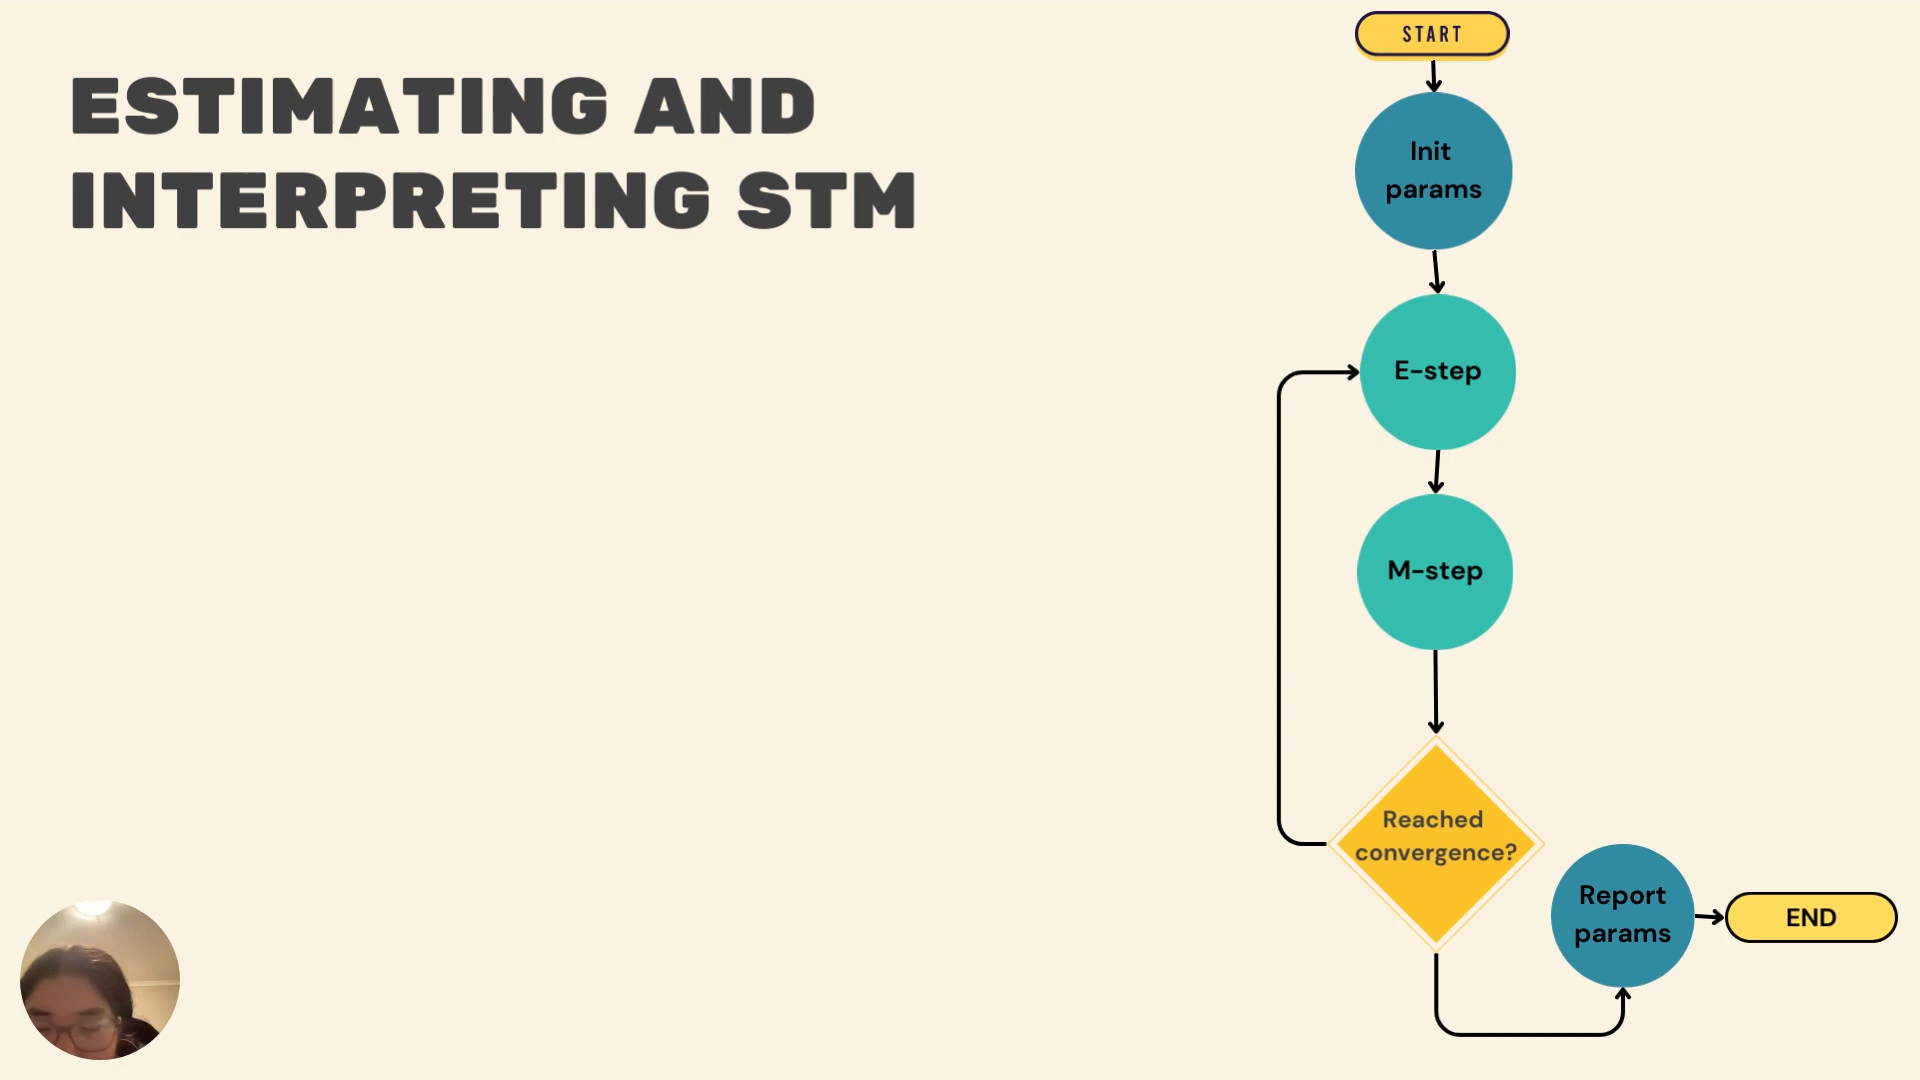 ESTIMATING AND
INTERPRETING STM
START
Init
params
E-step
M-step
Reached
convergence?
Report
params
END